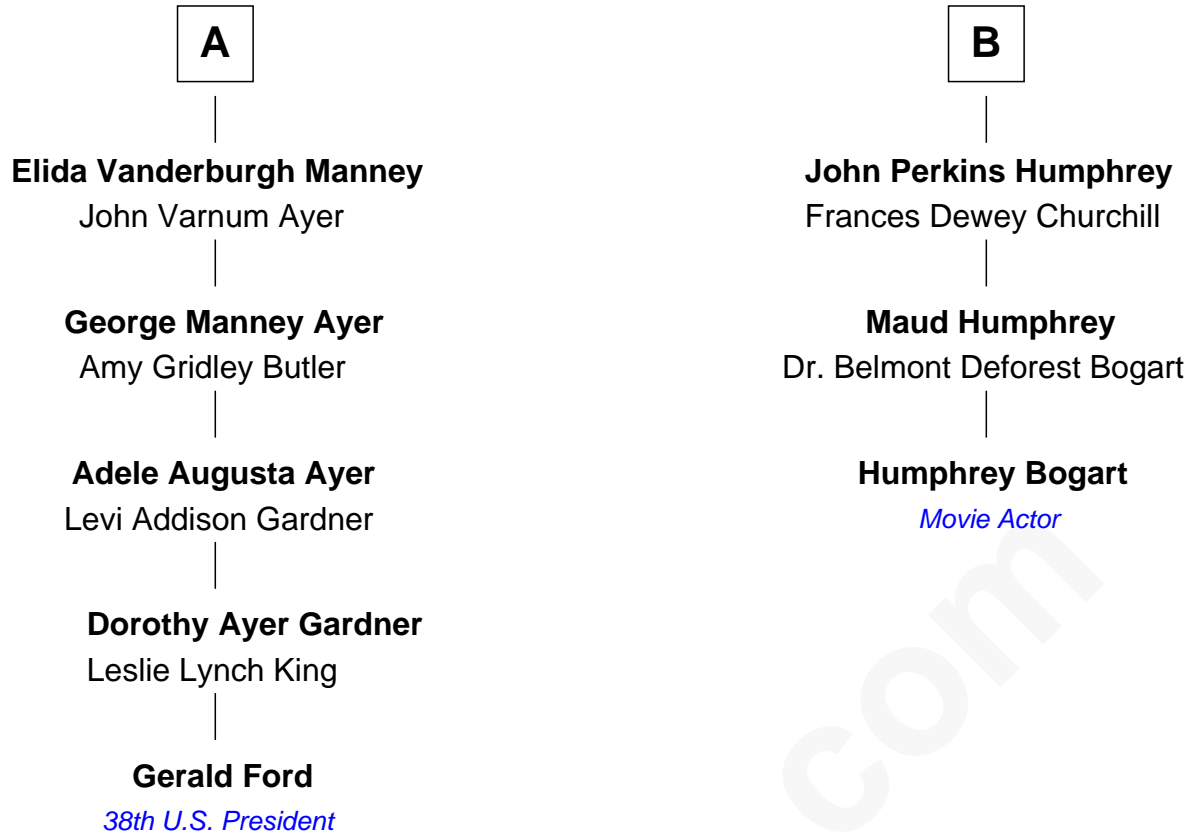 A
Elida Vanderburgh Manney
John Varnum Ayer
George Manney Ayer
Amy Gridley Butler
Adele Augusta Ayer
Levi Addison Gardner
Dorothy Ayer Gardner
Leslie Lynch King
Gerald Ford
38th U.S. President
B
John Perkins Humphrey
Frances Dewey Churchill
Maud Humphrey
Dr. Belmont Deforest Bogart
Humphrey Bogart
Movie Actor
com